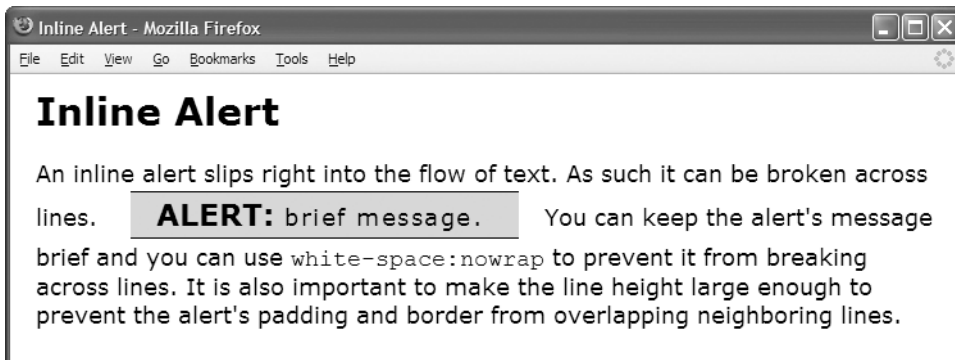 Inline Alert - Mozilla Firefox
File Edit View Go Bookmarks Tools Help
Inline Alert
An inline alert slips right into the flow of text. As such it can be broken across
lines. ALERT: brief message. You can keep the alert's message
brief and you can use white-space:nowrap to prevent it from breaking
across lines. It is also important to make the line height large enough to
prevent the alert's padding and border from overlapping neighboring lines.